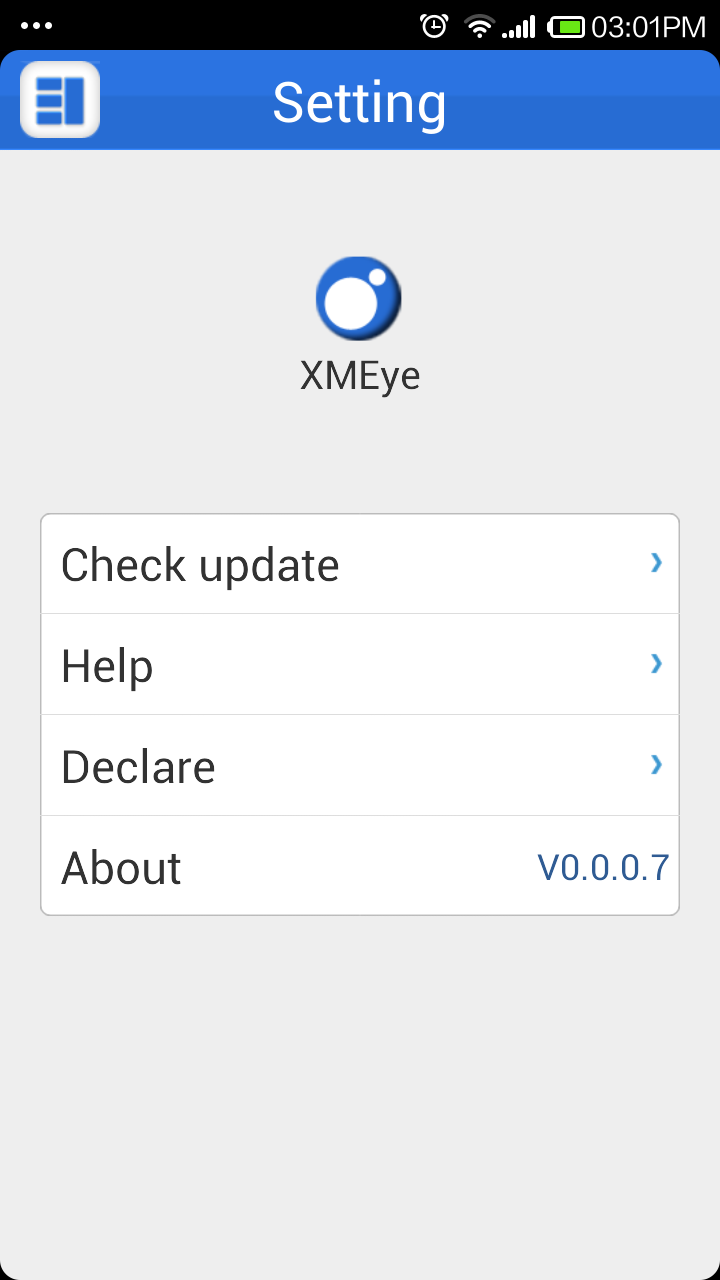 03:01PM
Setting
XMEye
Check update
Help
Declare
About V0.0.0.7